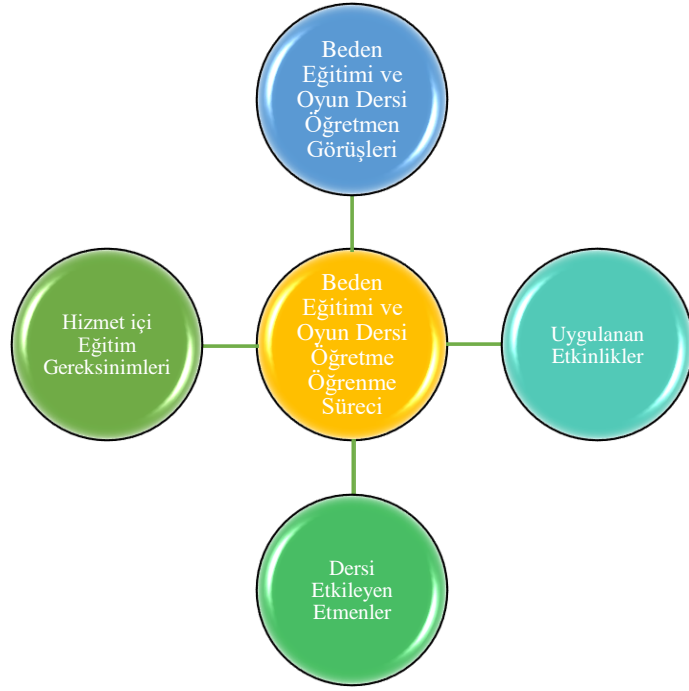 Beden
Eğitimi ve
Oyun Dersi
Öğretmen
Görüşleri
Hizmet içi
Eğitim
Gereksinimleri
Beden
Eğitimi ve
Oyun Dersi
Öğretme
Öğrenme
Süreci
Uygulanan
Etkinlikler
Dersi
Etkileyen
Etmenler